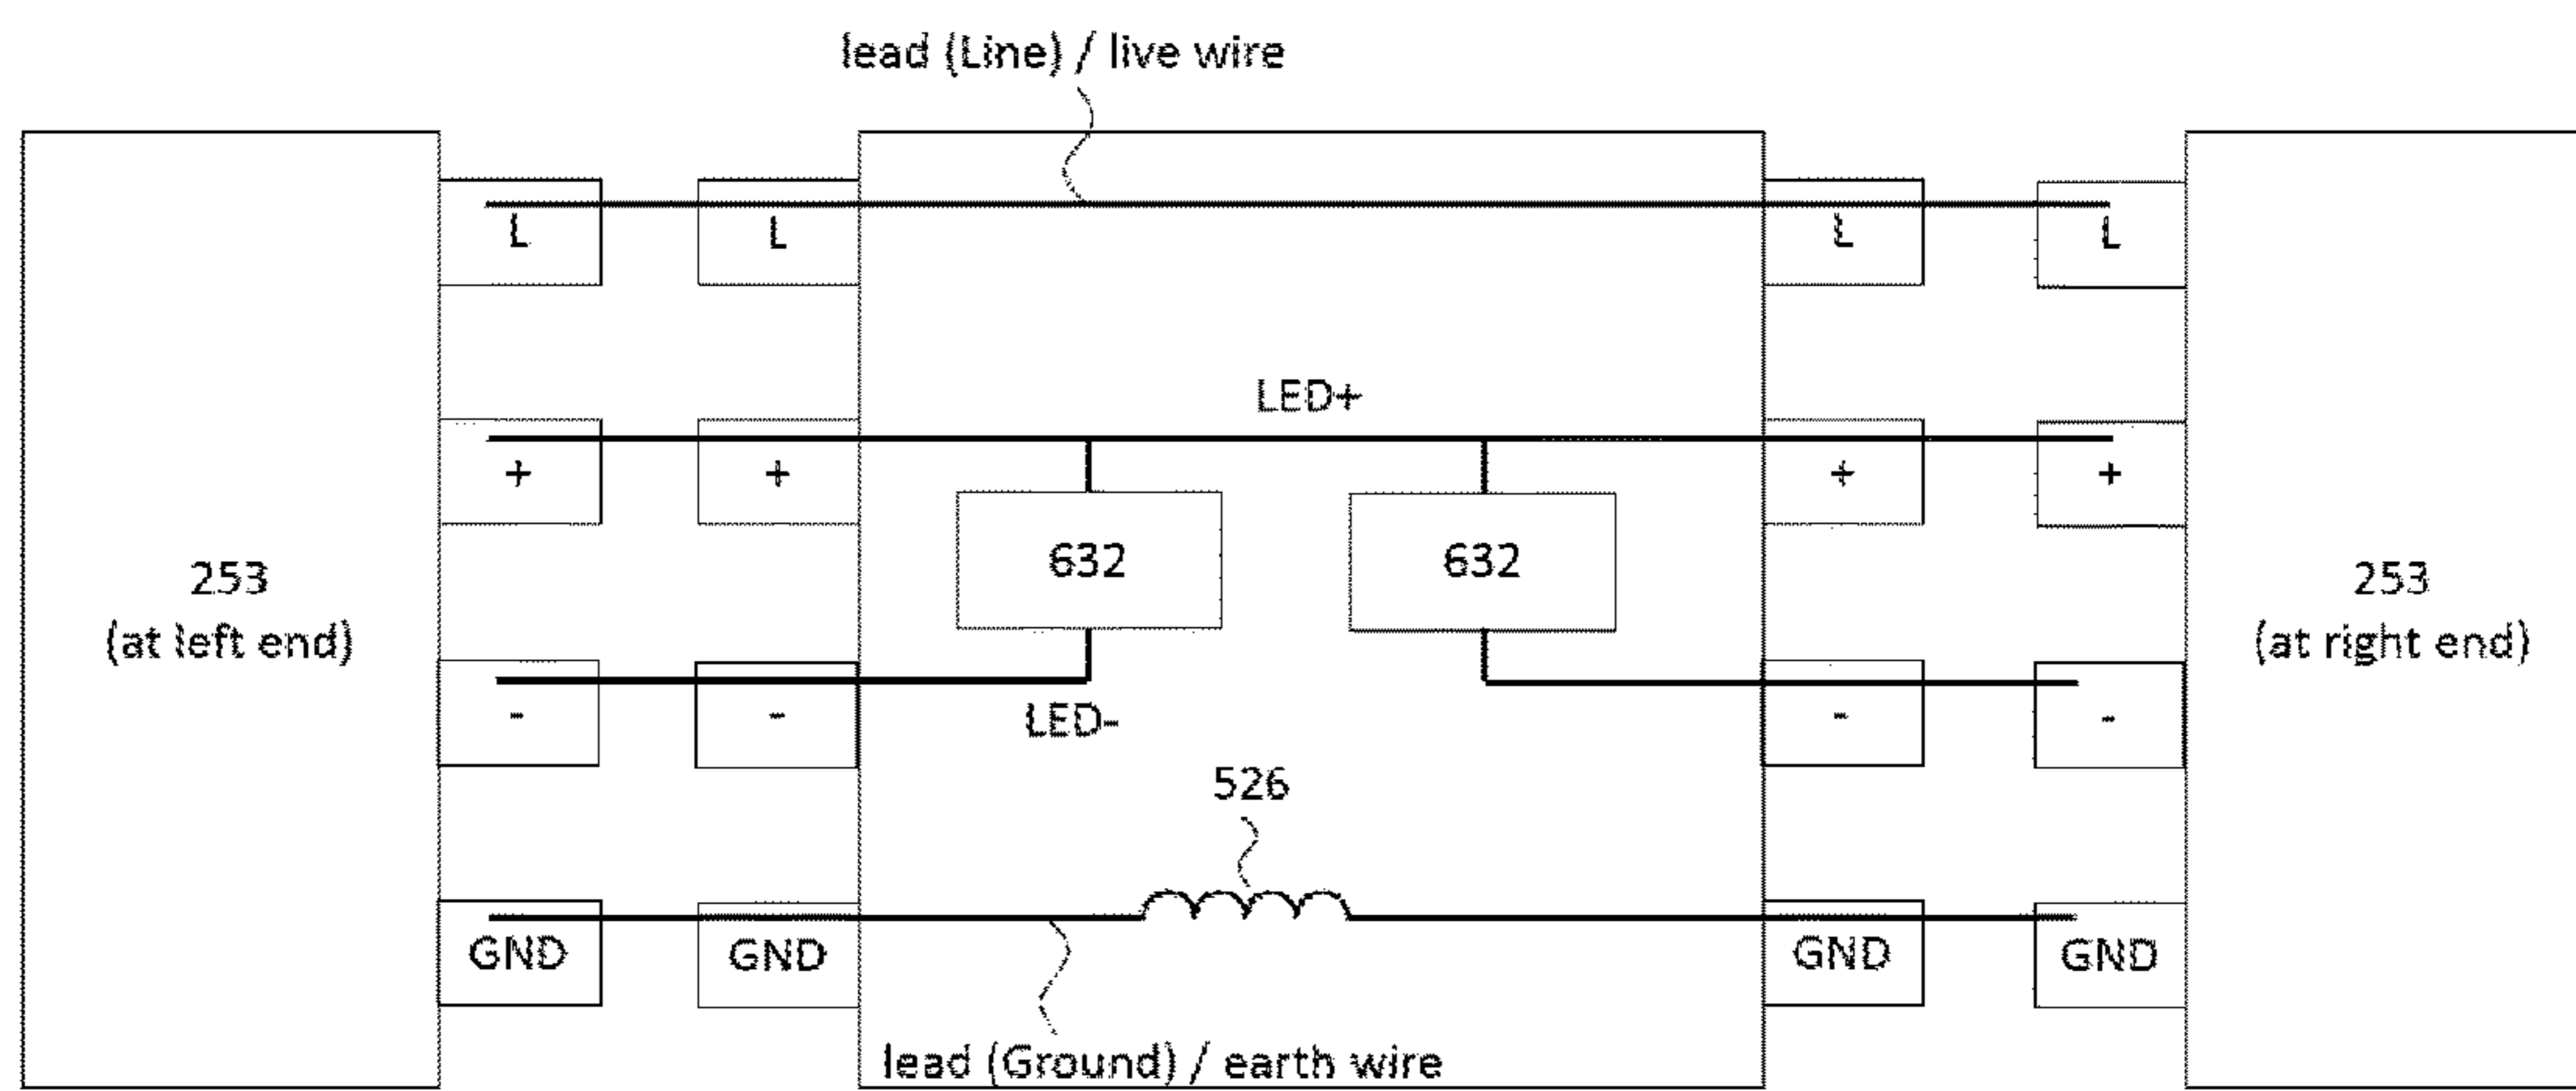 lead (Line) / live wire
L
L
L
L
LED+
+
+
+
+
632
632
253
(at left end)
253
(at right end)
-
-
LED-
-
-
526
GND
GND
GND
GND
lead (Ground) / earth wire